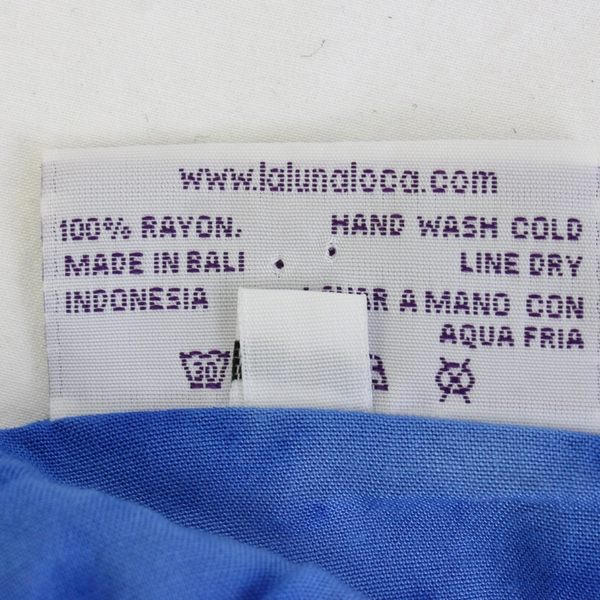 www.lalunaloca.com
100% RAYON.
MADE IN BALI
INDONESIA
HAND WASH COLD
LINE DRY
LAVAR A MANO CON
AQUA FRIA
30